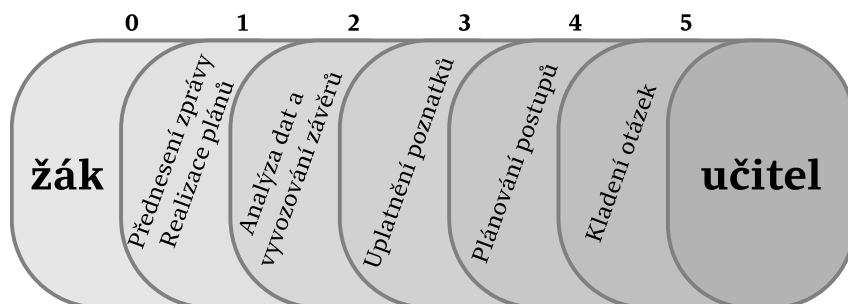 0 1 2 3 4 5
žák
Přednesení zprávy
Realizace plánů
Analýza dat a
vyvozování závěrů
Uplatnění poznatků
Plánování postupů
Kladení otázek
učitel